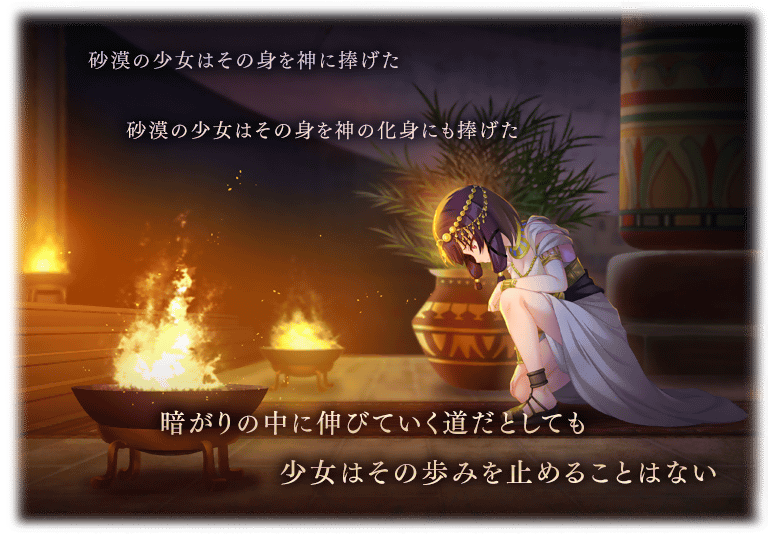 砂漠の少女はその身を神に捧げた
砂漠の少女はその身を神の化身にも捧げた
暗がりの中に伸びていく道だとしても
少女はその歩みを止めることはない